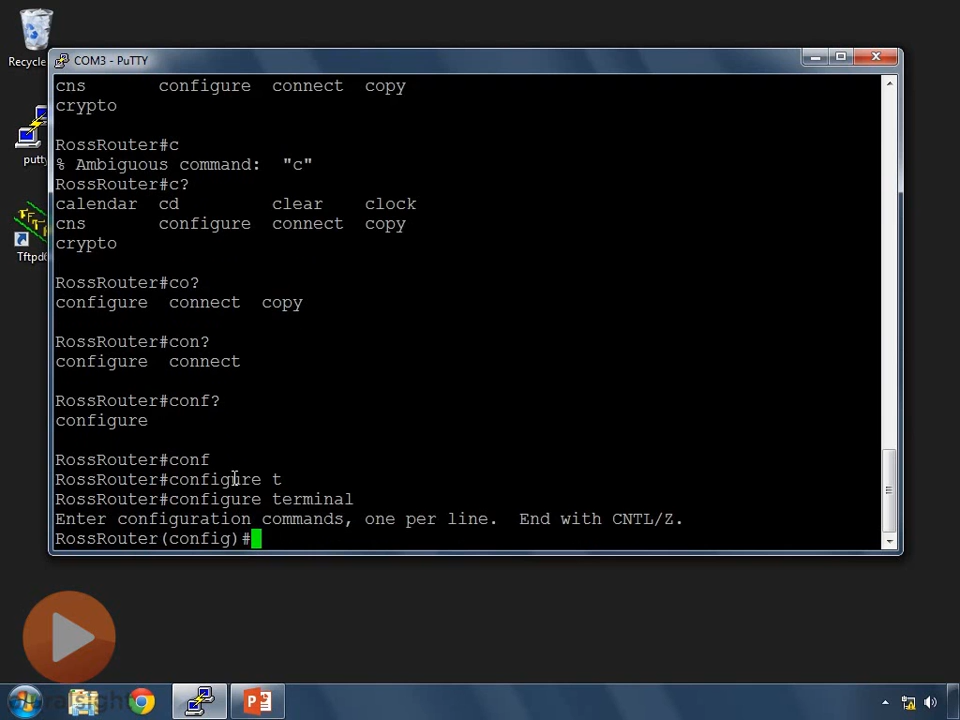 Recycle
COM3 - PuTTY
cns configure connect copy
crypto
putty
RossRouter#c
% Ambiguous command: "c"
RossRouter#c?
calendar cd clear clock
cns configure connect copy
crypto
Tftpd
RossRouter#co?
configure connect copy
RossRouter#con?
configure connect
RossRouter#conf?
configure
RossRouter#conf
RossRouter#configure t
RossRouter#configure terminal
Enter configuration commands, one per line. End with CNTL/Z.
RossRouter(config)#
pluralsight